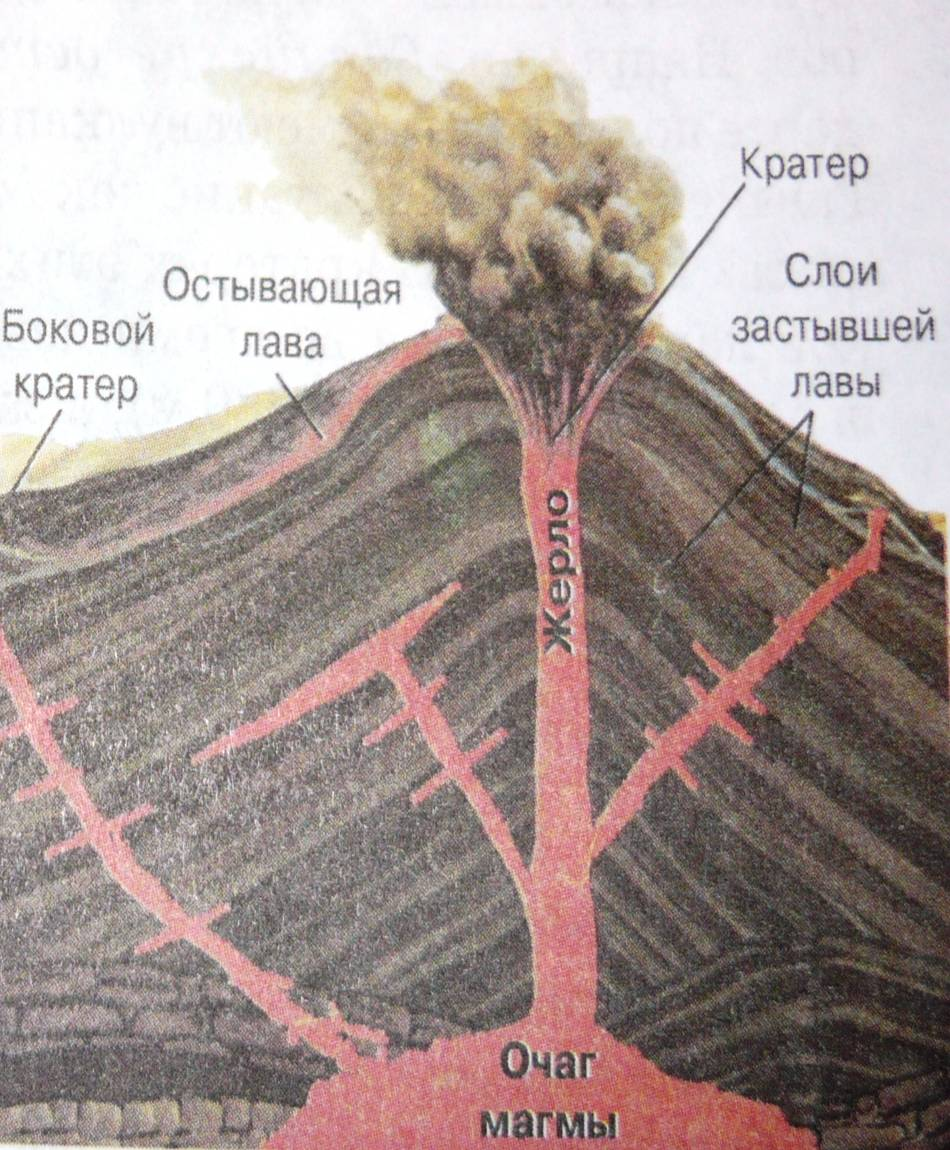 Кратер
Слои
застывшей
лавы
Остывающая
лава
Боковой
кратер
Жерло
Очаг
магмы